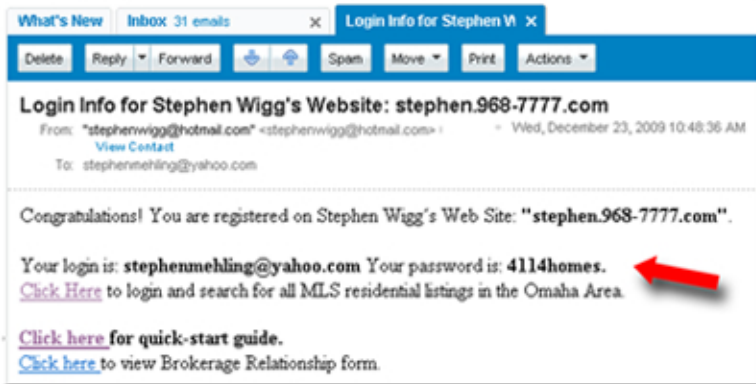 What's New Inbox 31 emails × Login Info for Stephen W ×
Delete Reply Forward Spam Move Print Actions
Login Info for Stephen Wigg's Website: stephen.968-7777.com
From: "stephenwigg@hotmail.com" <stephenwigg@hotmail.com> Wed, December 23, 2009 10:48:36 AM
View Contact
To: stephenmehling@yahoo.com
Congratulations! You are registered on Stephen Wigg's Web Site: "stephen.968-7777.com".
Your login is: stephenmehling@yahoo.com Your password is: 4114homes.
Click Here to login and search for all MLS residential listings in the Omaha Area.
Click here for quick-start guide.
Click here to view Brokerage Relationship form.